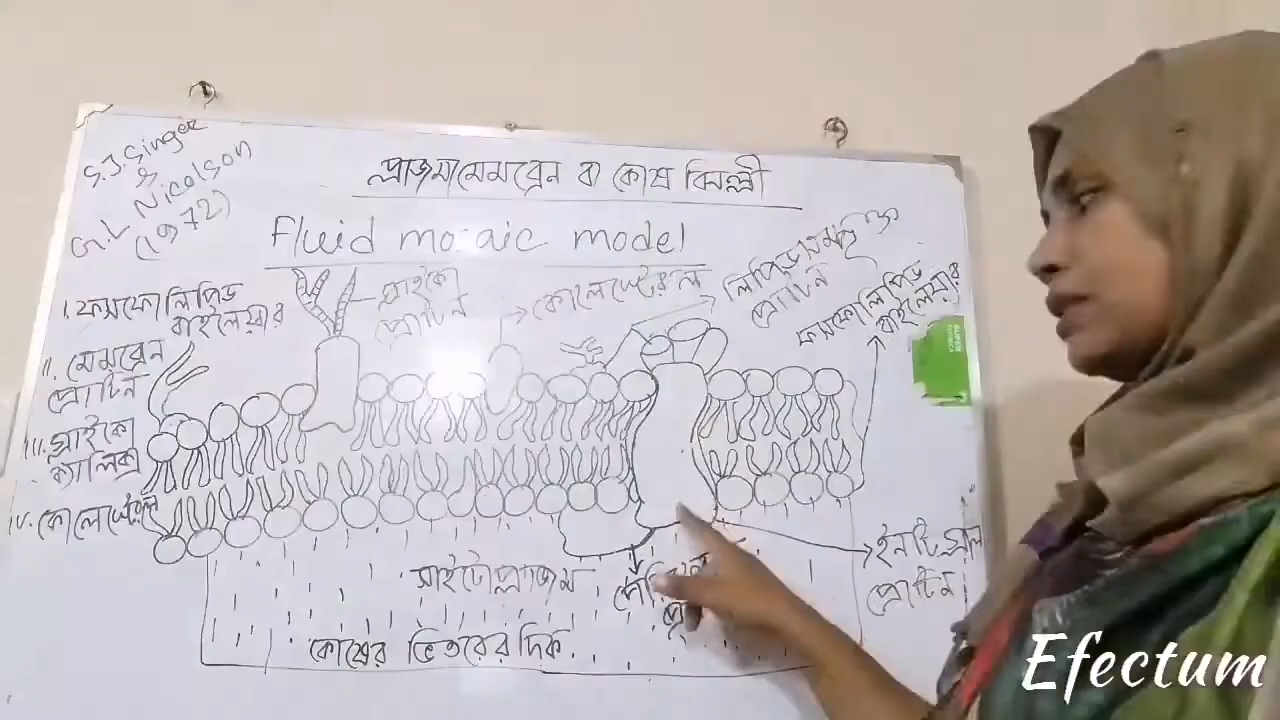 S.J. Singer
&
G.L Nicolson
(1972)
প্লাজমামেমব্রেন বা কোষ ঝিল্লী
Fluid mosaic model
I. ফসফোলিপিড
বাইলেয়ার
II. মেমব্রেন
প্রোটিন
III. গ্লাইকো
ক্যালিক্স
IV. কোলেস্টেরল
গ্লাইকো
প্রোটিন
কোলেস্টেরল
প্রোটিন
ফসফোলিপিড
বাইলেয়ার
ইনটিগ্রাল
প্রোটিন
সাইটোপ্লাজম
কোষের ভিতরের দিক
SUPER
Efectum